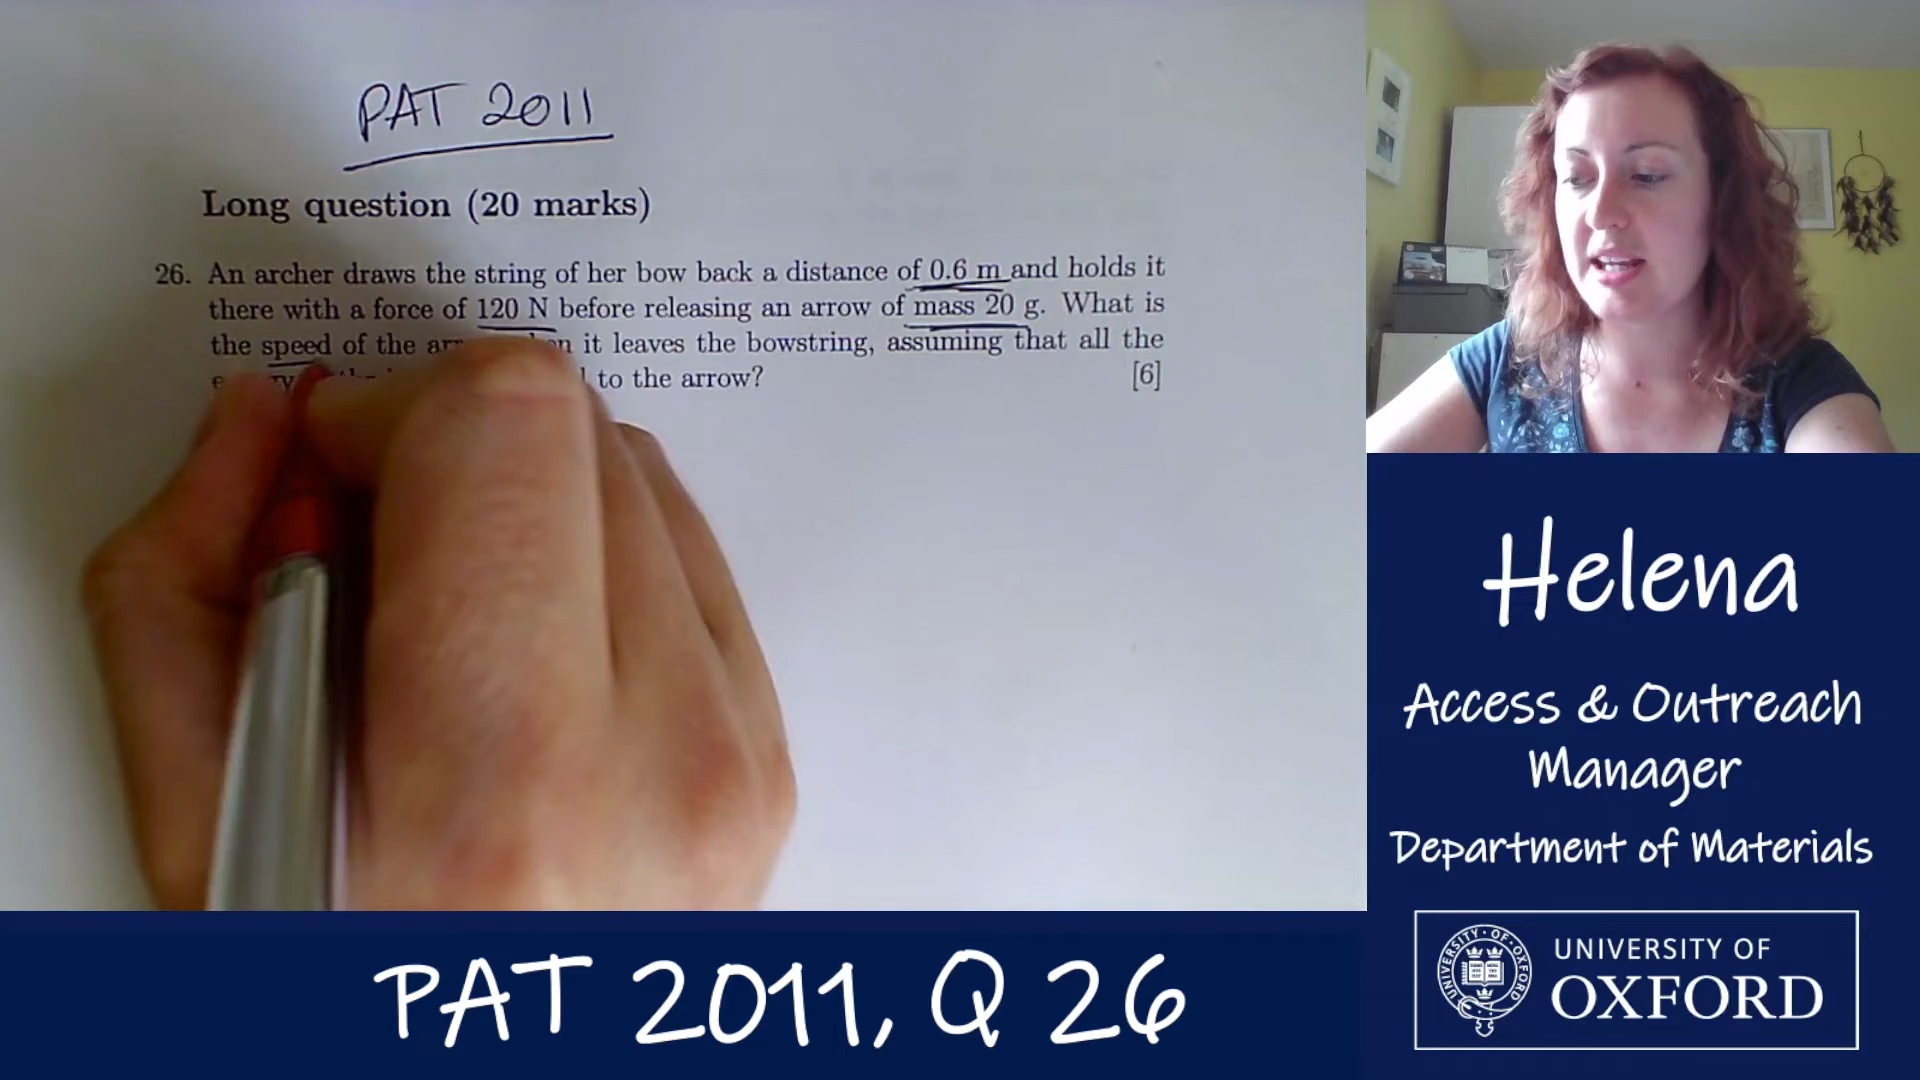 PAT 2011
Long question (20 marks)
26. An archer draws the string of her bow back a distance of 0.6 m and holds it
there with a force of 120 N before releasing an arrow of mass 20 g. What is
the speed of the it leaves the bowstring, assuming that all the
to the arrow? [6]
Helena
Access & Outreach
Manager
Department of Materials
UNIVERSITY OF
OXFORD
PAT 2011, Q 26